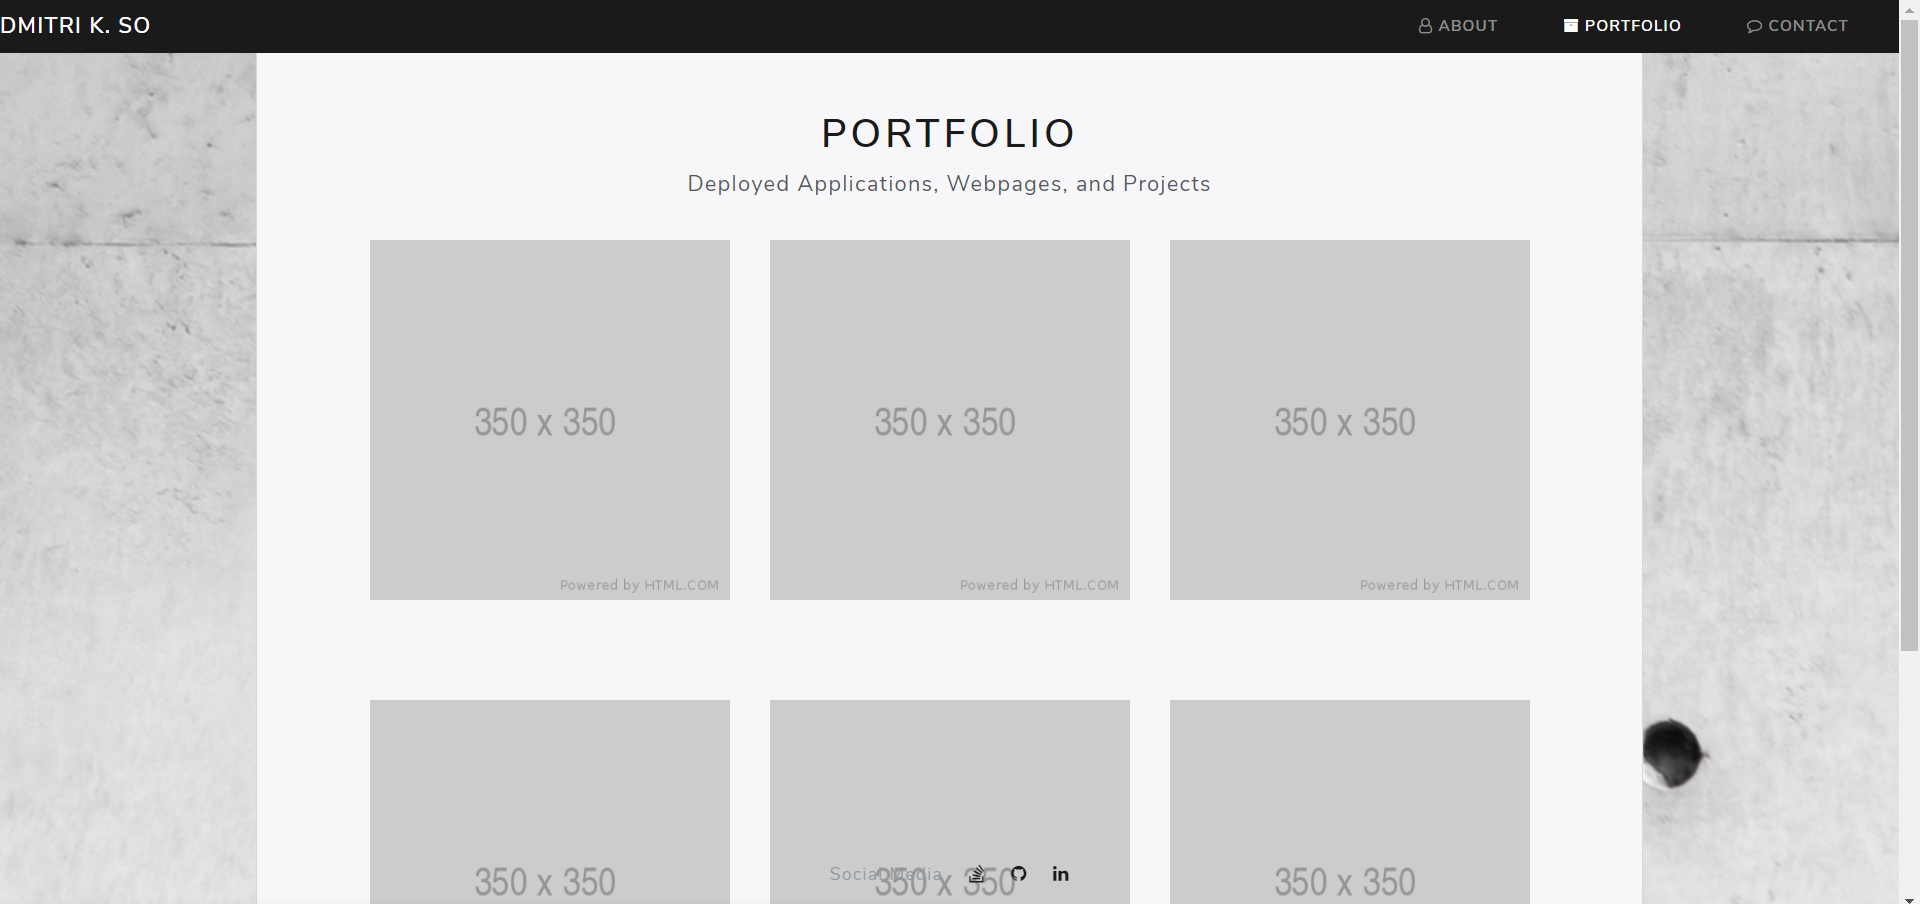 DMITRI K. SO
ABOUT
PORTFOLIO
CONTACT
PORTFOLIO
Deployed Applications, Webpages, and Projects
350 x 350
Powered by HTML.COM
350 x 350
Powered by HTML.COM
350 x 350
Powered by HTML.COM
350 x 350
350 x 350
350 x 350
Social Media